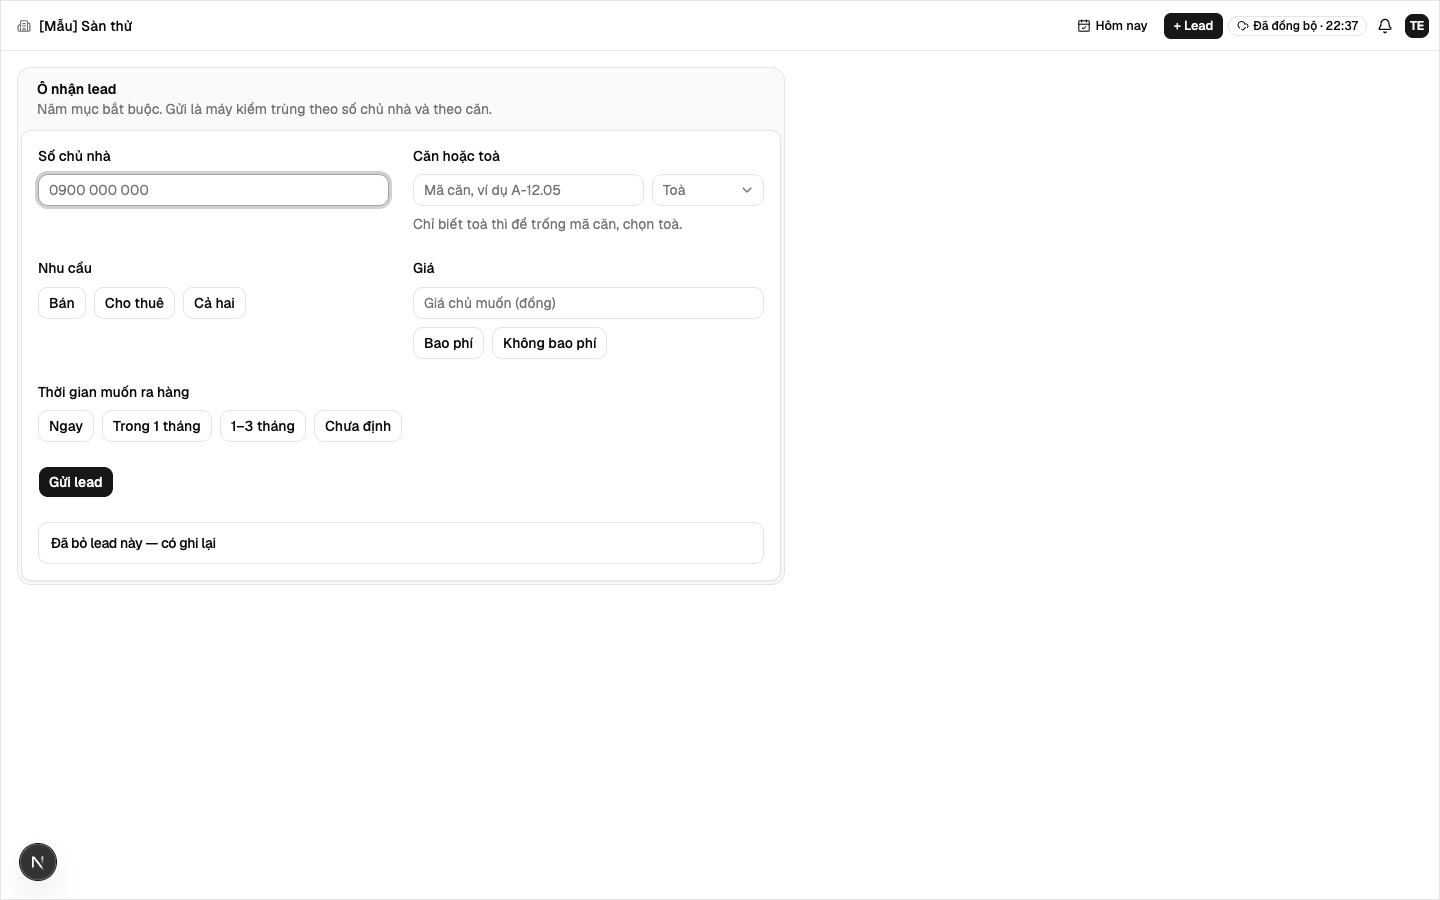 [Mẫu] Sàn thử
Hôm nay
+ Lead
Đã đồng bộ · 22:37
TE
Ô nhận lead
Năm mục bắt buộc. Gửi là máy kiểm trùng theo số chủ nhà và theo căn.
Số chủ nhà
0900 000 000
Căn hoặc toà
Mã căn, ví dụ A-12.05
Toà
Chỉ biết toà thì để trống mã căn, chọn toà.
Nhu cầu
Bán
Cho thuê
Cả hai
Giá
Giá chủ muốn (đồng)
Bao phí
Không bao phí
Thời gian muốn ra hàng
Ngay
Trong 1 tháng
1–3 tháng
Chưa định
Gửi lead
Đã bỏ lead này — có ghi lại
N